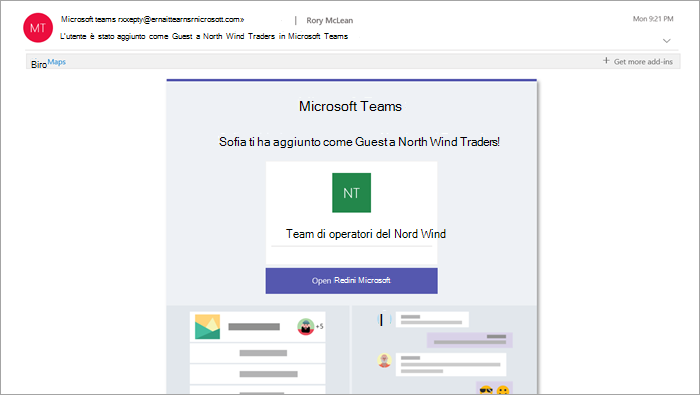 MT
Microsoft teams rxxepty@ernaittearnsrnicrosott.com»
Rory McLean
Mon 9:21 PM
L'utente è stato aggiunto come Guest a North Wind Traders in Microsoft Teams
BiroMaps
+ Get more add-ins
Microsoft Teams
Sofia ti ha aggiunto come Guest a North Wind Traders!
NT
Team di operatori del Nord Wind
Open Redini Microsoft
+5